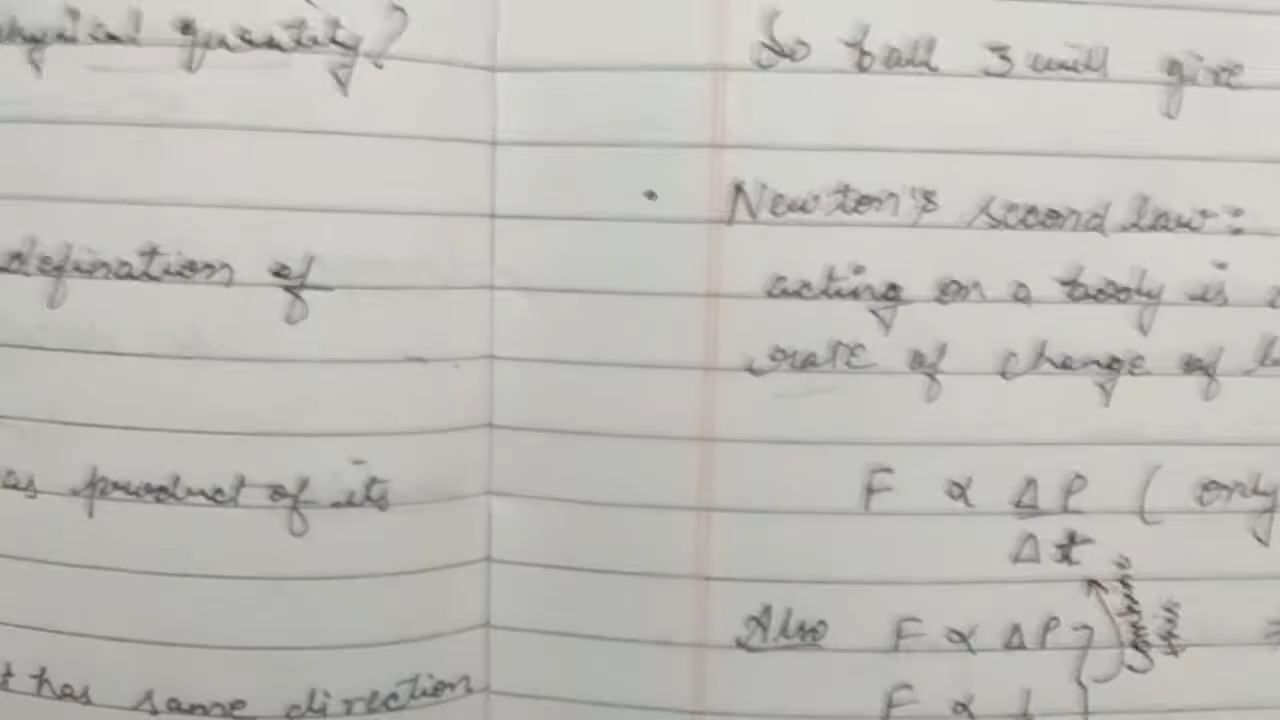 physical quantity?
defination of
as product of its
t has same direction
So ball 3 will give
• Newton's second law:
acting on a body is
rate of change of
F ∝ ΔP ( only
Δt
Also F ∝ ΔP
F ∝ 1